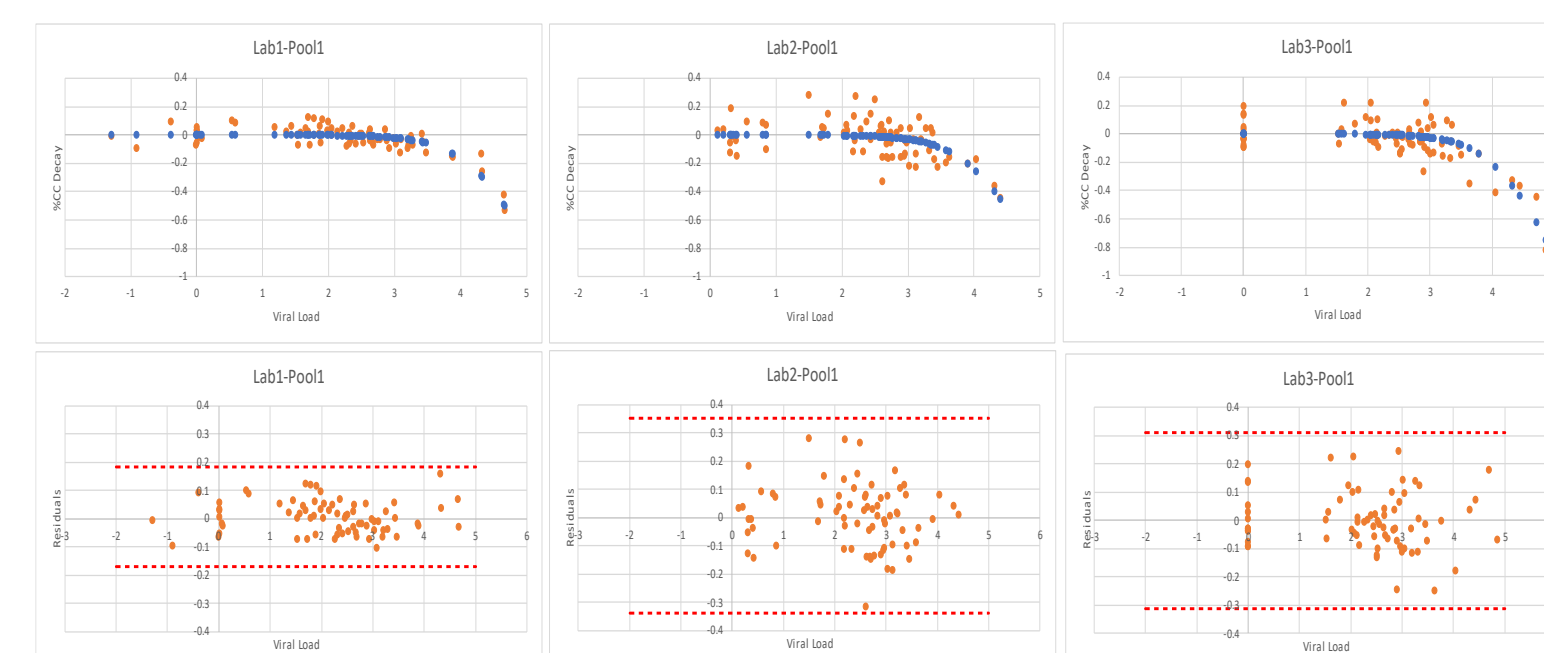 Lab1-Pool1
0.4
0.2
0
-0.2
-0.4
-0.6
-0.8
-1
-2 -1 0 1 2 3 4 5
%CC Decay
Viral Load
Lab2-Pool1
0.4
0.2
0
-0.2
-0.4
-0.6
-0.8
-1
-2 -1 0 1 2 3 4 5
%CC Decay
Viral Load
Lab3-Pool1
0.4
0.2
0
-0.2
-0.4
-0.6
-0.8
-1
-2 -1 0 1 2 3 4
%CC Decay
Viral Load
Lab1-Pool1
0.4
0.3
0.2
0.1
0
-0.1
-0.2
-0.3
-0.4
-3 -2 -1 0 1 2 3 4 5 6
Residuals
Viral Load
Lab2-Pool1
0.4
0.3
0.2
0.1
0
-0.1
-0.2
-0.3
-0.4
-3 -2 -1 0 1 2 3 4 5 6
Residuals
Viral Load
Lab3-Pool1
0.4
0.3
0.2
0.1
0
-0.1
-0.2
-0.3
-0.4
-3 -2 -1 0 1 2 3 4 5
Residuals
Viral Load